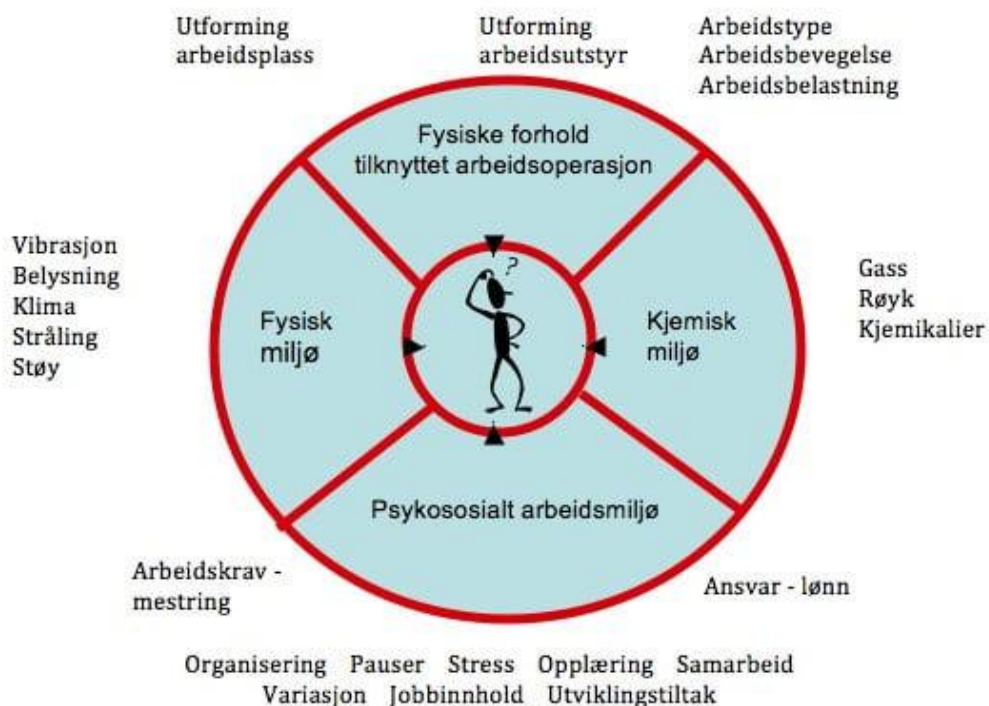 Utforming
arbeidsplass
Utforming
arbeidsutstyr
Arbeidstype
Arbeidsbevegelse
Arbeidsbelastning
Fysiske forhold
tilknyttet arbeidsoperasjon
Vibrasjon
Belysning
Klima
Stråling
Støy
Fysisk
miljø
?
Kjemisk
miljø
Gass
Røyk
Kjemikalier
Psykososialt arbeidsmiljø
Arbeidskrav -
mestring
Ansvar - lønn
Organisering Pauser Stress Opplæring Samarbeid
Variasjon Jobbinnhold Utviklingstiltak